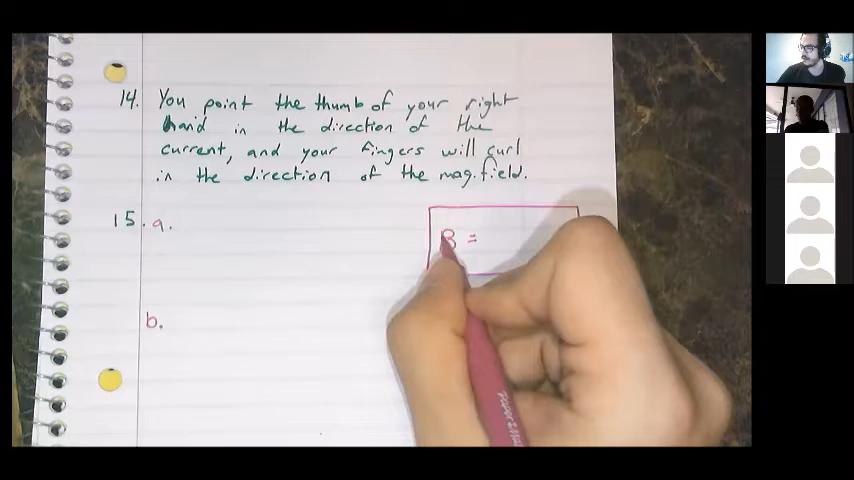 14. You point the thumb of your right
hand in the direction of the
current, and your fingers will curl
in the direction of the mag. field.
15. a.
B =
b.